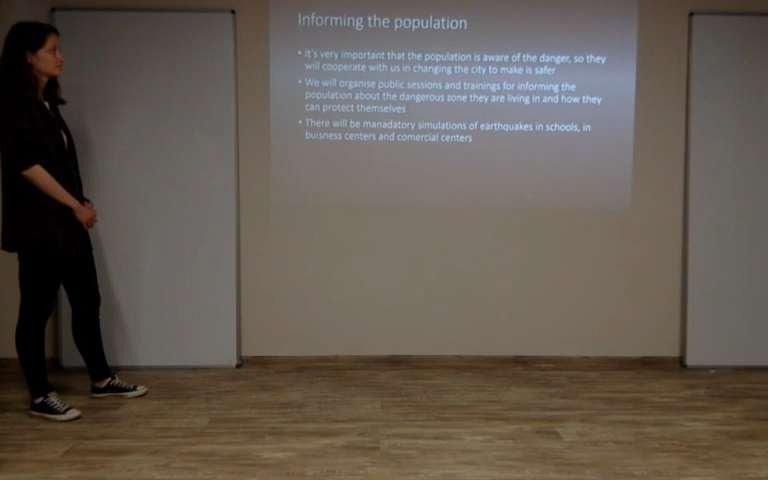 Informing the population
• It's very important that the population is aware of the danger, so they
will cooperate with us in changing the city to make is safer
• We will organise public sessions and trainings for informing the
population about the dangerous zone they are living in and how they
can protect themselves
• There will be manadatory simulations of earthquakes in schools, in
buisness centers and comercial centers